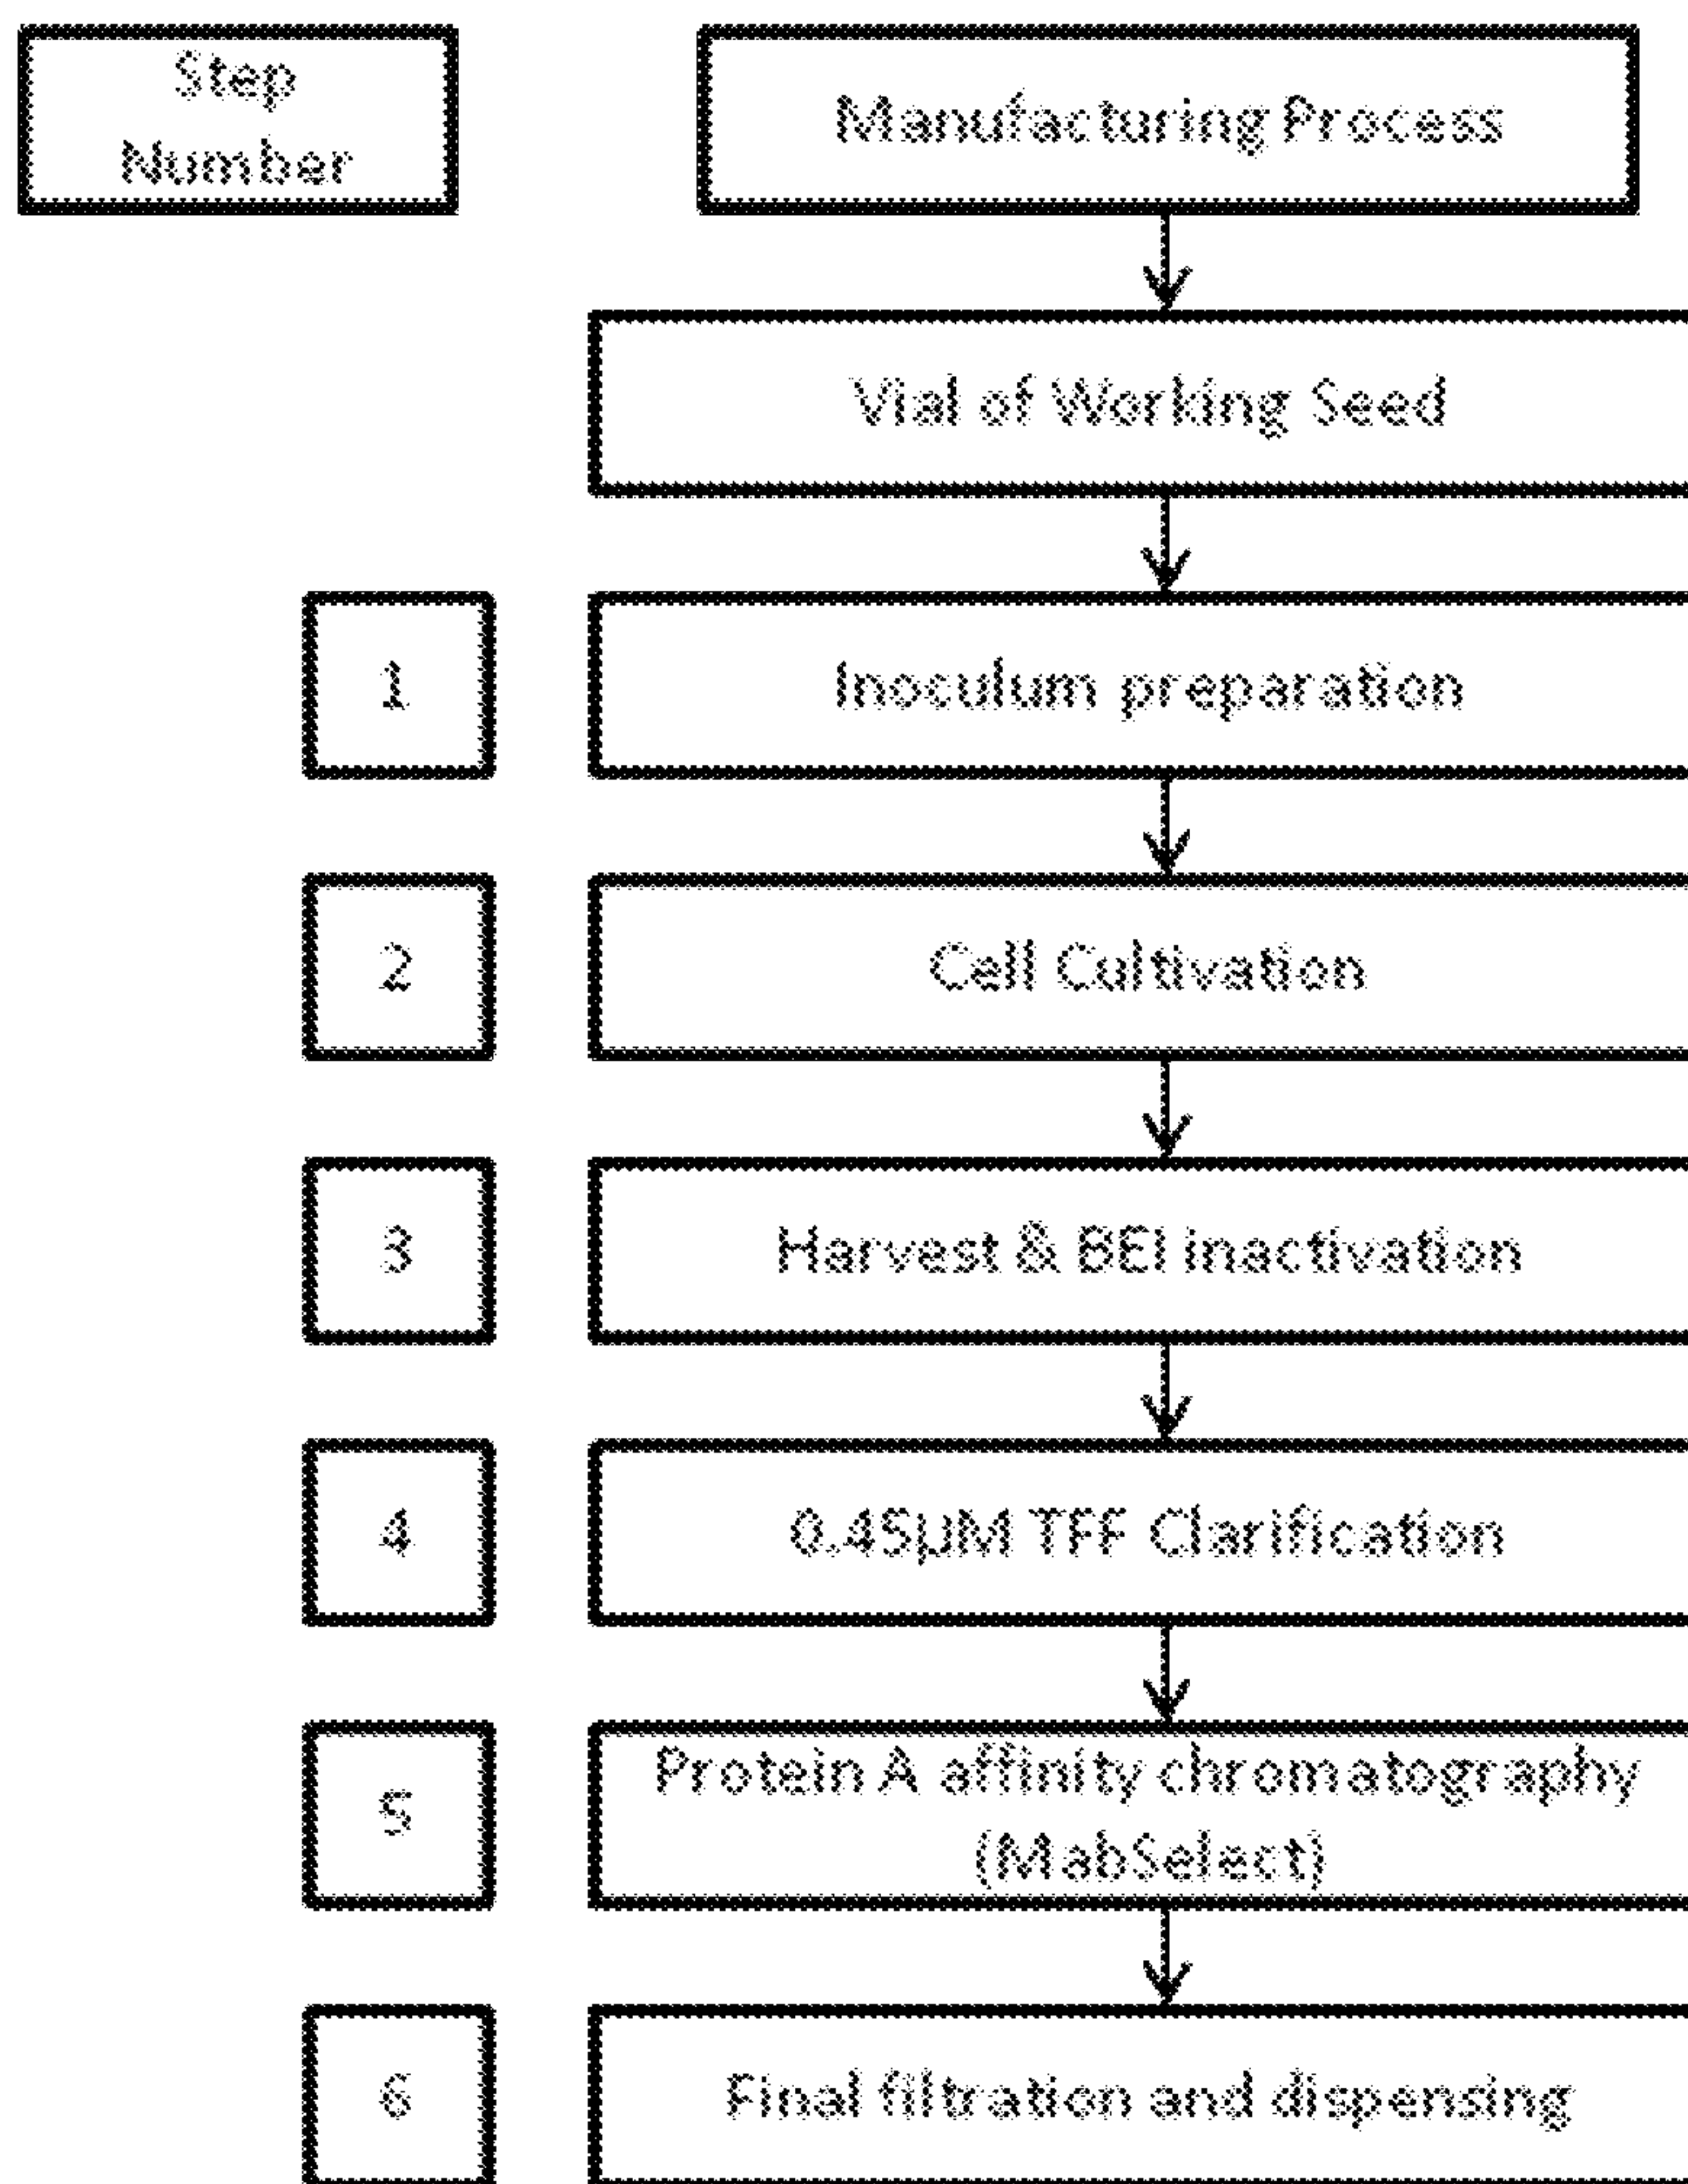 Step
Number
Manufacturing Process
Vial of Working Seed
1
Inoculum preparation
2
Cell Cultivation
3
Harvest & BEI inactivation
4
0.45µM TFF Clarification
5
Protein A affinity chromatography
(MabSelect)
6
Final filtration and dispensing